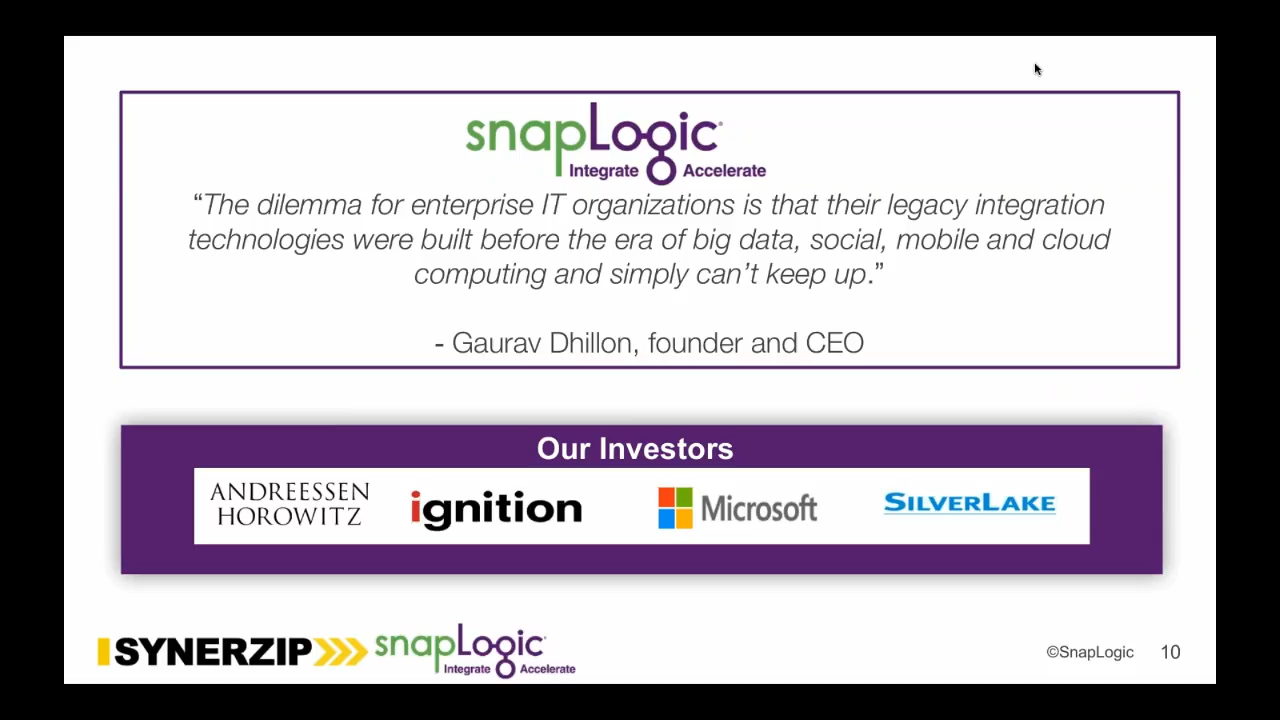 snapLogic
Integrate Accelerate
“The dilemma for enterprise IT organizations is that their legacy integration
technologies were built before the era of big data, social, mobile and cloud
computing and simply can’t keep up.”
- Gaurav Dhillon, founder and CEO
Our Investors
ANDREESSEN
HOROWITZ
ignition
Microsoft
SILVERLAKE
SYNERZIP
snapLogic
Integrate Accelerate
©SnapLogic 10